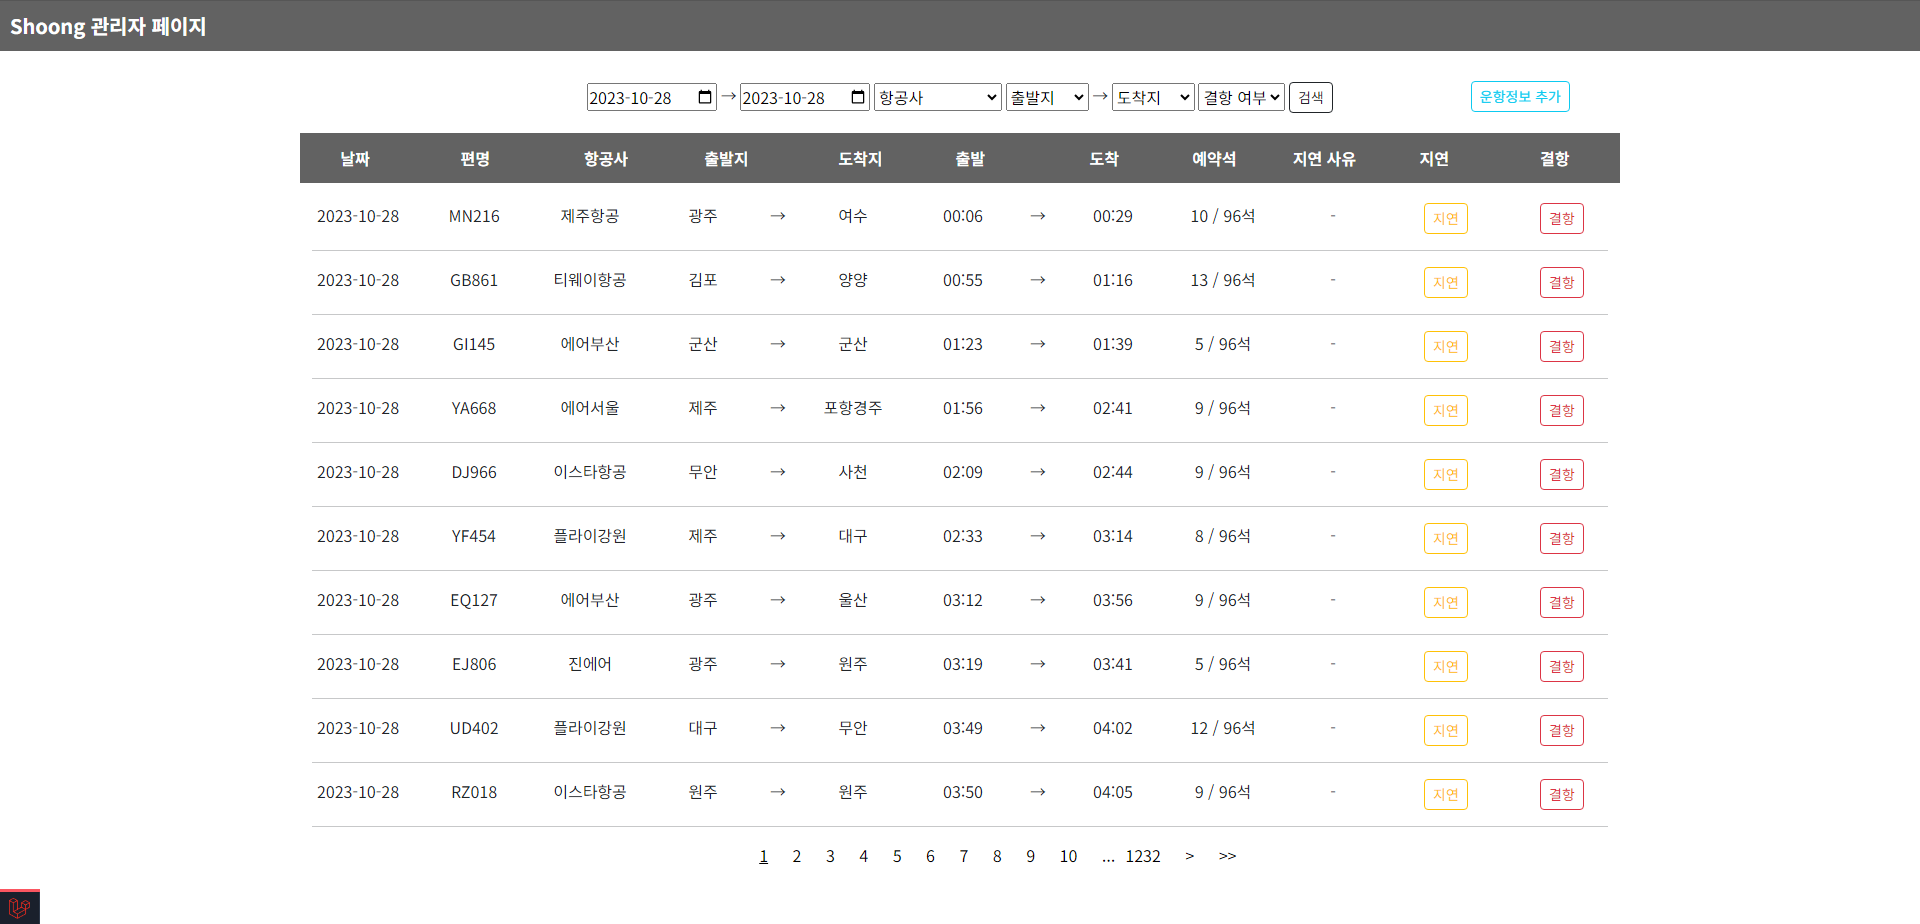 Shoong 관리자 페이지
2023-10-28 → 2023-10-28 항공사 출발지 → 도착지 결항 여부 검색 운항정보 추가
날짜 편명 항공사 출발지 도착지 출발 도착 예약석 지연 사유 지연 결항
2023-10-28 MN216 제주항공 광주 → 여수 00:06 → 00:29 10 / 96석 - 지연 결항
2023-10-28 GB861 티웨이항공 김포 → 양양 00:55 → 01:16 13 / 96석 - 지연 결항
2023-10-28 GI145 에어부산 군산 → 군산 01:23 → 01:39 5 / 96석 - 지연 결항
2023-10-28 YA668 에어서울 제주 → 포항경주 01:56 → 02:41 9 / 96석 - 지연 결항
2023-10-28 DJ966 이스타항공 무안 → 사천 02:09 → 02:44 9 / 96석 - 지연 결항
2023-10-28 YF454 플라이강원 제주 → 대구 02:33 → 03:14 8 / 96석 - 지연 결항
2023-10-28 EQ127 에어부산 광주 → 울산 03:12 → 03:56 9 / 96석 - 지연 결항
2023-10-28 EJ806 진에어 광주 → 원주 03:19 → 03:41 5 / 96석 - 지연 결항
2023-10-28 UD402 플라이강원 대구 → 무안 03:49 → 04:02 12 / 96석 - 지연 결항
2023-10-28 RZ018 이스타항공 원주 → 원주 03:50 → 04:05 9 / 96석 - 지연 결항
1 2 3 4 5 6 7 8 9 10 ... 1232 > >>